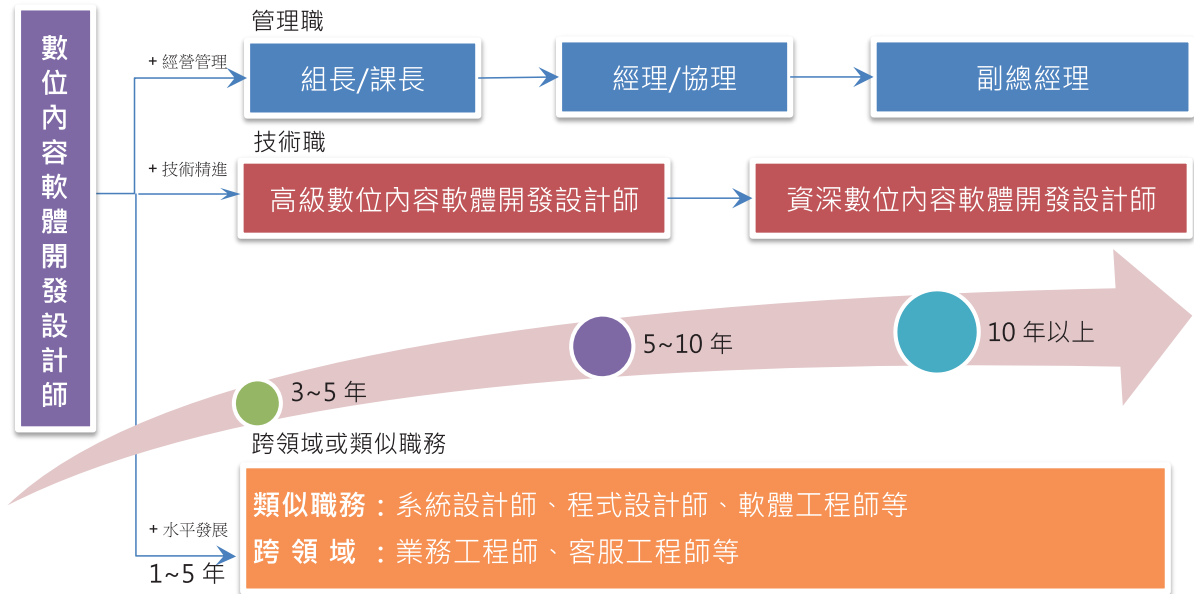 數位內容軟體開發設計師
管理職
+ 經營管理
組長/課長
經理/協理
副總經理
技術職
+ 技術精進
高級數位內容軟體開發設計師
資深數位內容軟體開發設計師
3~5 年
5~10 年
10 年以上
跨領域或類似職務
+ 水平發展
1~5 年
類似職務：系統設計師、程式設計師、軟體工程師等
跨 領 域 ：業務工程師、客服工程師等